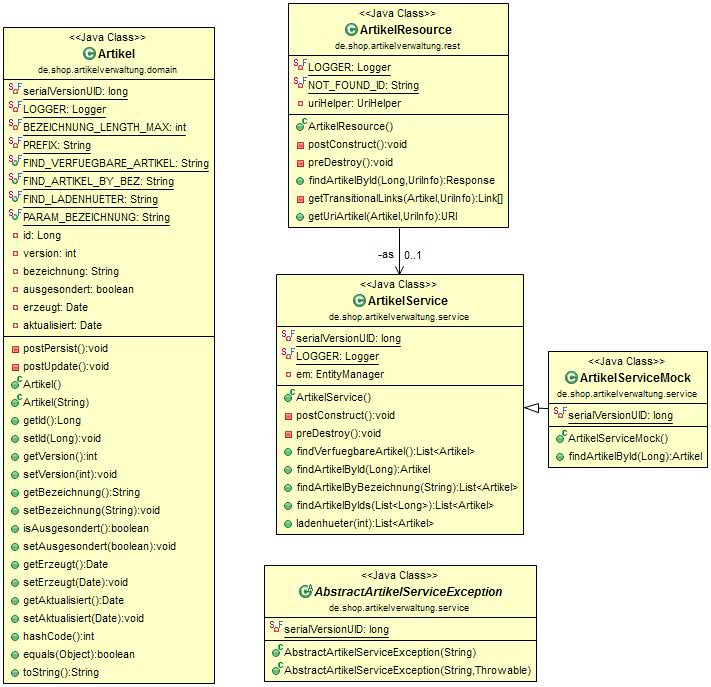 <<Java Class>>
Artikel
de.shop.artikelverwaltung.domain
serialVersionUID: long
LOGGER: Logger
BEZEICHNUNG_LENGTH_MAX: int
PREFIX: String
FIND_VERFUEGBARE_ARTIKEL: String
FIND_ARTIKEL_BY_BEZ: String
FIND_LADENHUETER: String
PARAM_BEZEICHNUNG: String
id: Long
version: int
bezeichnung: String
ausgesondert: boolean
erzeugt: Date
aktualisiert: Date
postPersist():void
postUpdate():void
Artikel()
Artikel(String)
getId():Long
setId(Long):void
getVersion():int
setVersion(int):void
getBezeichnung():String
setBezeichnung(String):void
isAusgesondert():boolean
setAusgesondert(boolean):void
getErzeugt():Date
setErzeugt(Date):void
getAktualisiert():Date
setAktualisiert(Date):void
hashCode():int
equals(Object):boolean
toString():String
<<Java Class>>
ArtikelResource
de.shop.artikelverwaltung.rest
LOGGER: Logger
NOT_FOUND_ID: String
uriHelper: UriHelper
ArtikelResource()
postConstruct():void
preDestroy():void
findArtikelById(Long,UriInfo):Response
getTransitionalLinks(Artikel,UriInfo):Link[]
getUriArtikel(Artikel,UriInfo):URI
-as 0..1
<<Java Class>>
ArtikelService
de.shop.artikelverwaltung.service
serialVersionUID: long
LOGGER: Logger
em: EntityManager
ArtikelService()
postConstruct():void
preDestroy():void
findVerfuegbareArtikel():List<Artikel>
findArtikelById(Long):Artikel
findArtikelByBezeichnung(String):List<Artikel>
findArtikelByIds(List<Long>):List<Artikel>
ladenhueter(int):List<Artikel>
<<Java Class>>
ArtikelServiceMock
de.shop.artikelverwaltung.service
serialVersionUID: long
ArtikelServiceMock()
findArtikelById(Long):Artikel
<<Java Class>>
AbstractArtikelServiceException
de.shop.artikelverwaltung.service
serialVersionUID: long
AbstractArtikelServiceException(String)
AbstractArtikelServiceException(String,Throwable)